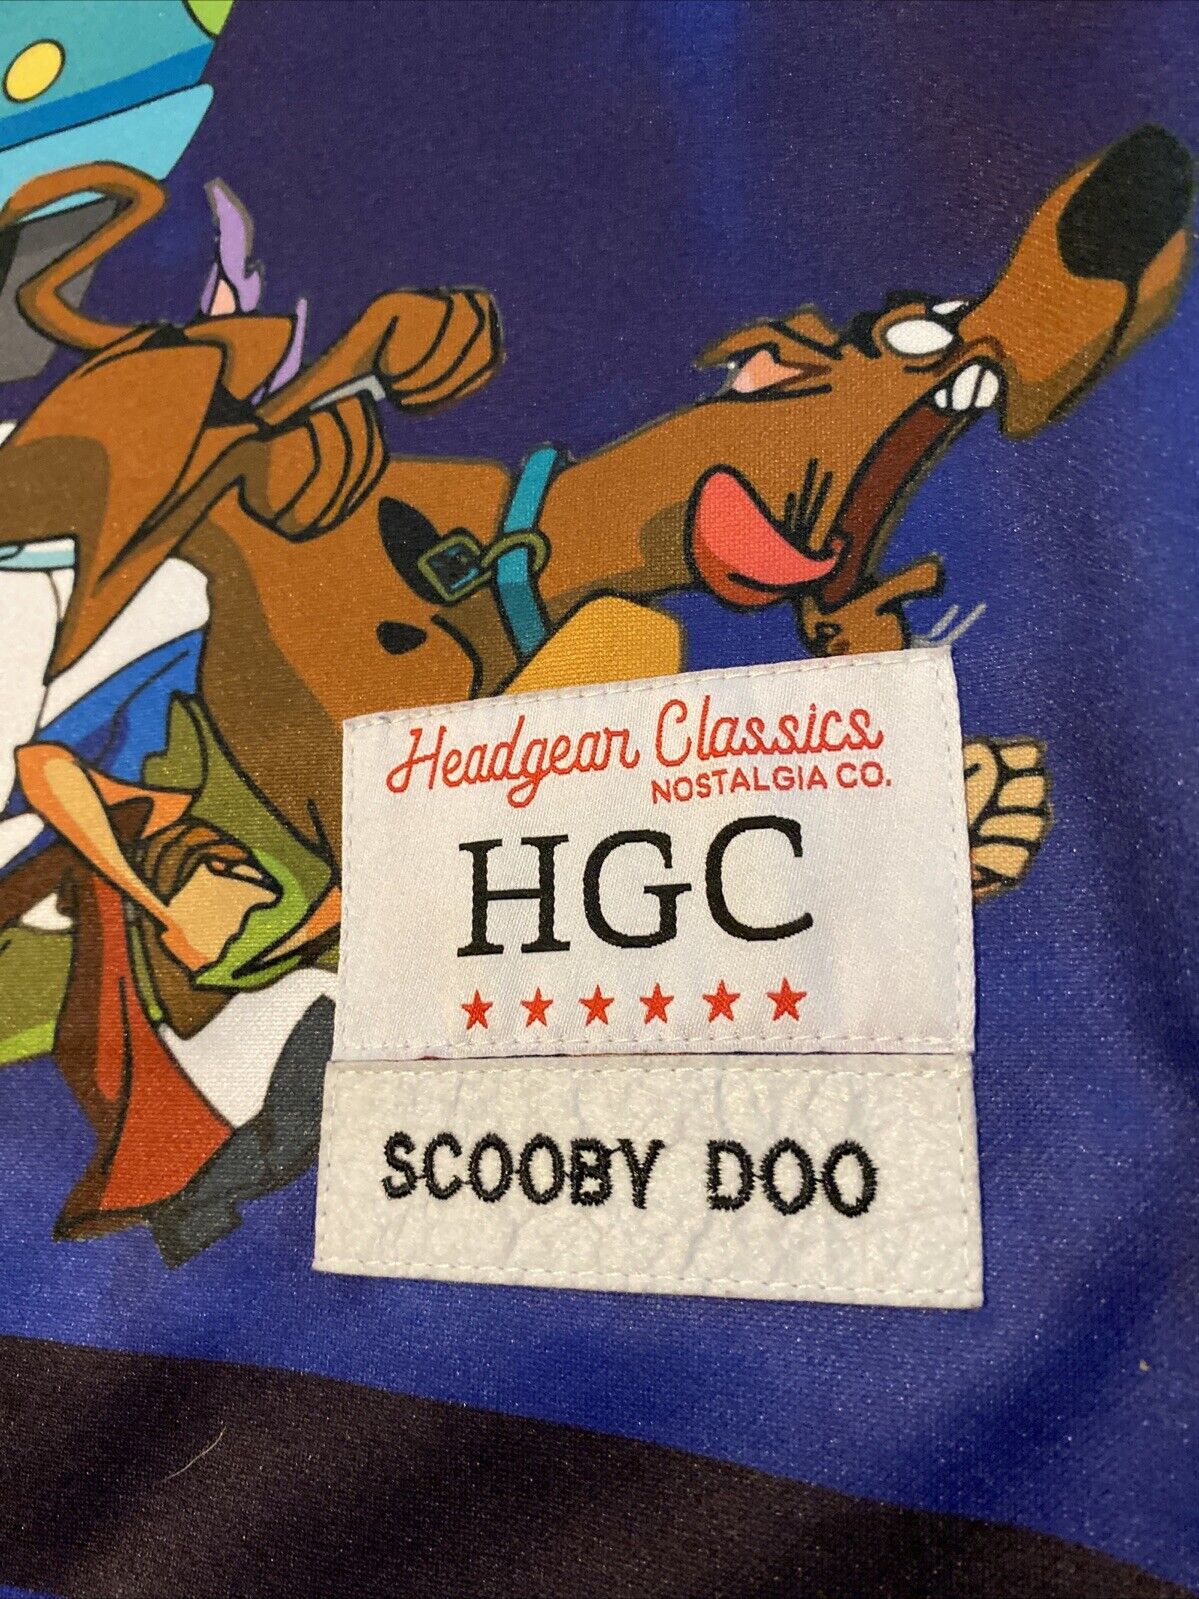 Headgear Classics
NOSTALGIA CO.
HGC
SCOOBY DOO